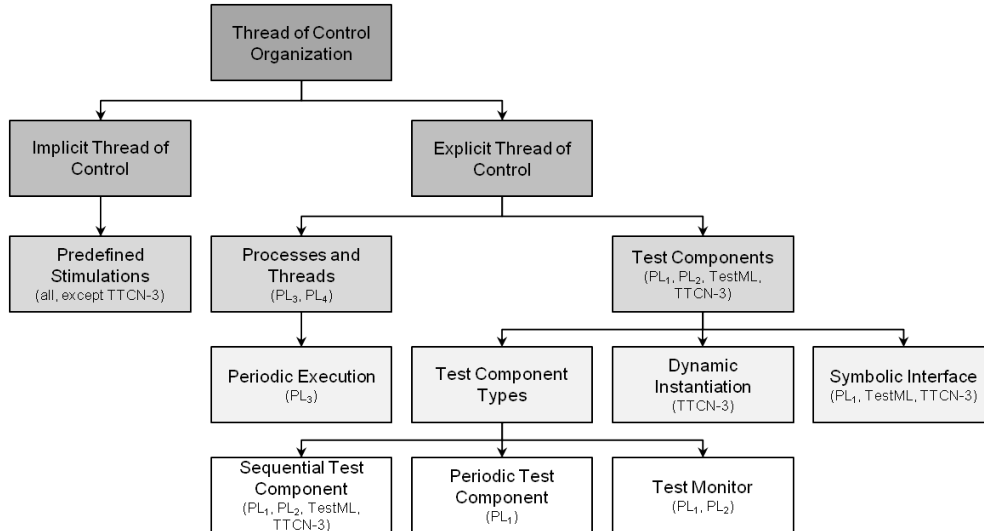 Thread of Control
Organization
Implicit Thread of
Control
Explicit Thread of
Control
Predefined
Stimulations
(all, except TTCN-3)
Processes and
Threads
(PL₃, PL₄)
Test Components
(PL₁, PL₂, TestML,
TTCN-3)
Periodic Execution
(PL₃)
Test Component
Types
Dynamic
Instantiation
(TTCN-3)
Symbolic Interface
(PL₁, TestML, TTCN-3)
Sequential Test
Component
(PL₁, PL₂, TestML,
TTCN-3)
Periodic Test
Component
(PL₁)
Test Monitor
(PL₁, PL₂)